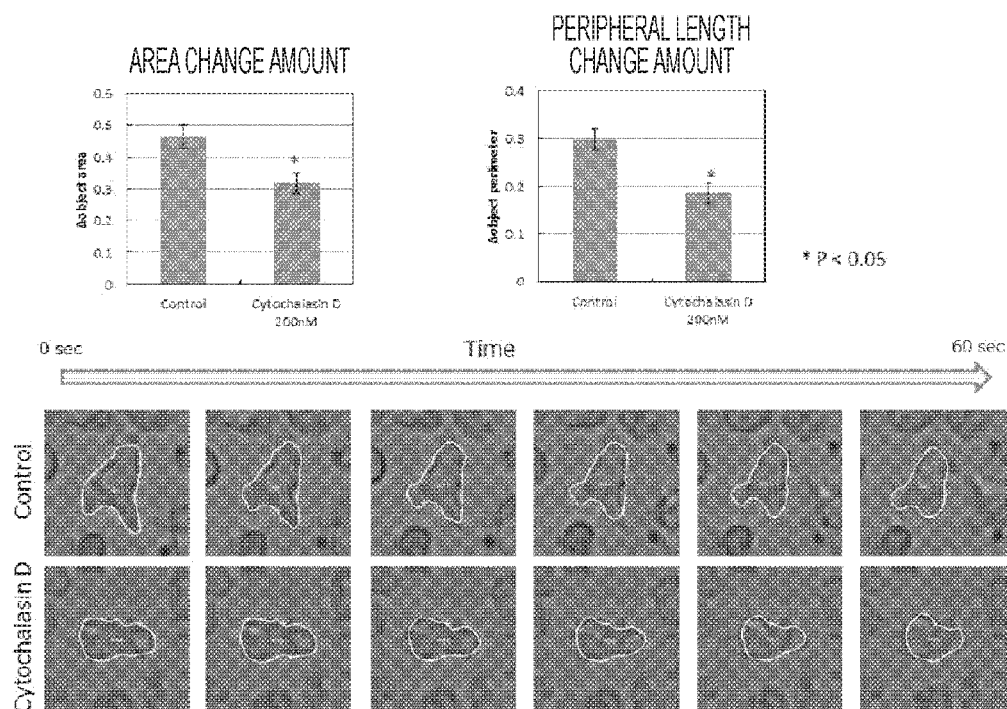 AREA CHANGE AMOUNT
Δobject area
0.6
0.5
0.4
0.3
0.2
0.1
0
*
Control
Cytochalasin D
200nM
PERIPHERAL LENGTH
CHANGE AMOUNT
Δobject perimeter
0.4
0.3
0.2
0.1
0
*
Control
Cytochalasin D
200nM
* P < 0.05
0 sec
Time
60 sec
Control
Cytochalasin D